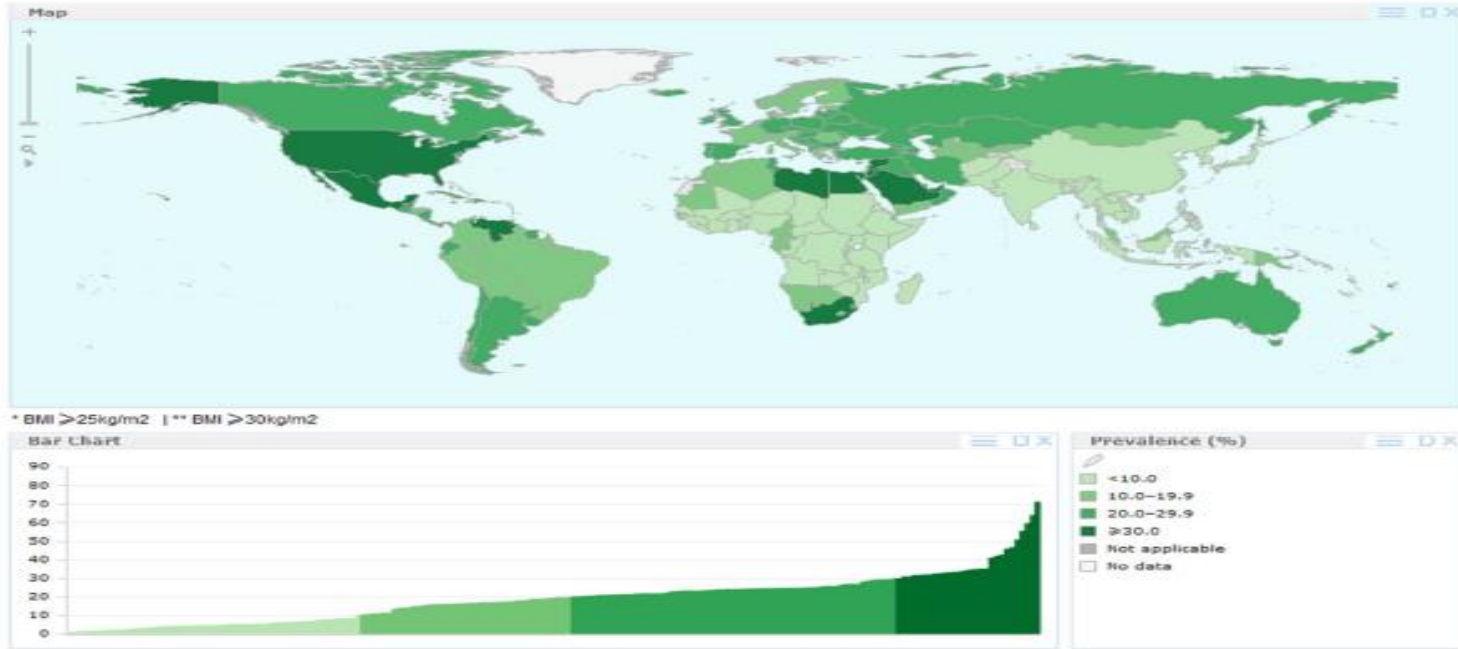 Map
* BMI ⩾25kg/m2 | ** BMI ⩾30kg/m2
Bar Chart
90
80
70
60
50
40
30
20
10
0
Prevalence (%)
<10.0
10.0–19.9
20.0–29.9
⩾30.0
Not applicable
No data